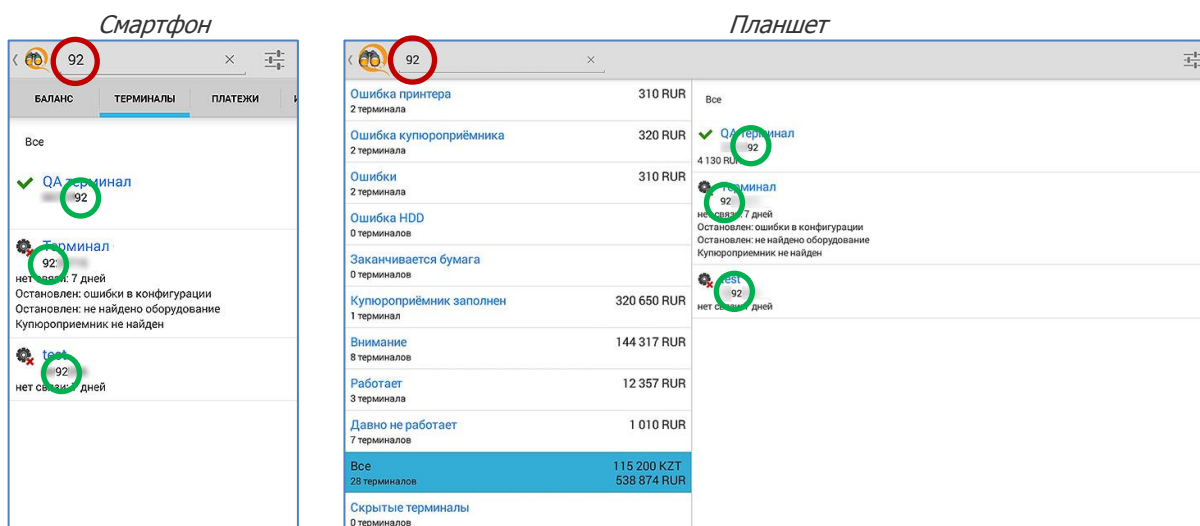 Смартфон
92
БАЛАНС ТЕРМИНАЛЫ ПЛАТЕЖИ
Все
QA терминал
92
Терминал
92
нет связи: 7 дней
Остановлен: ошибки в конфигурации
Остановлен: не найдено оборудование
Купюроприемник не найден
test
92
нет связи: 7 дней
Планшет
92
Ошибка принтера 310 RUR
2 терминала
Ошибка купюроприёмника 320 RUR
2 терминала
Ошибки 310 RUR
2 терминала
Ошибка HDD
0 терминалов
Заканчивается бумага
0 терминалов
Купюроприёмник заполнен 320 650 RUR
1 терминал
Внимание 144 317 RUR
8 терминалов
Работает 12 357 RUR
3 терминала
Давно не работает 1 010 RUR
7 терминалов
Все 115 200 KZT
28 терминалов 538 874 RUR
Скрытые терминалы
0 терминалов
Все
QA терминал
92
4 130 RUR
Терминал
92
нет связи: 7 дней
Остановлен: ошибки в конфигурации
Остановлен: не найдено оборудование
Купюроприемник не найден
test
92
нет связи: 7 дней